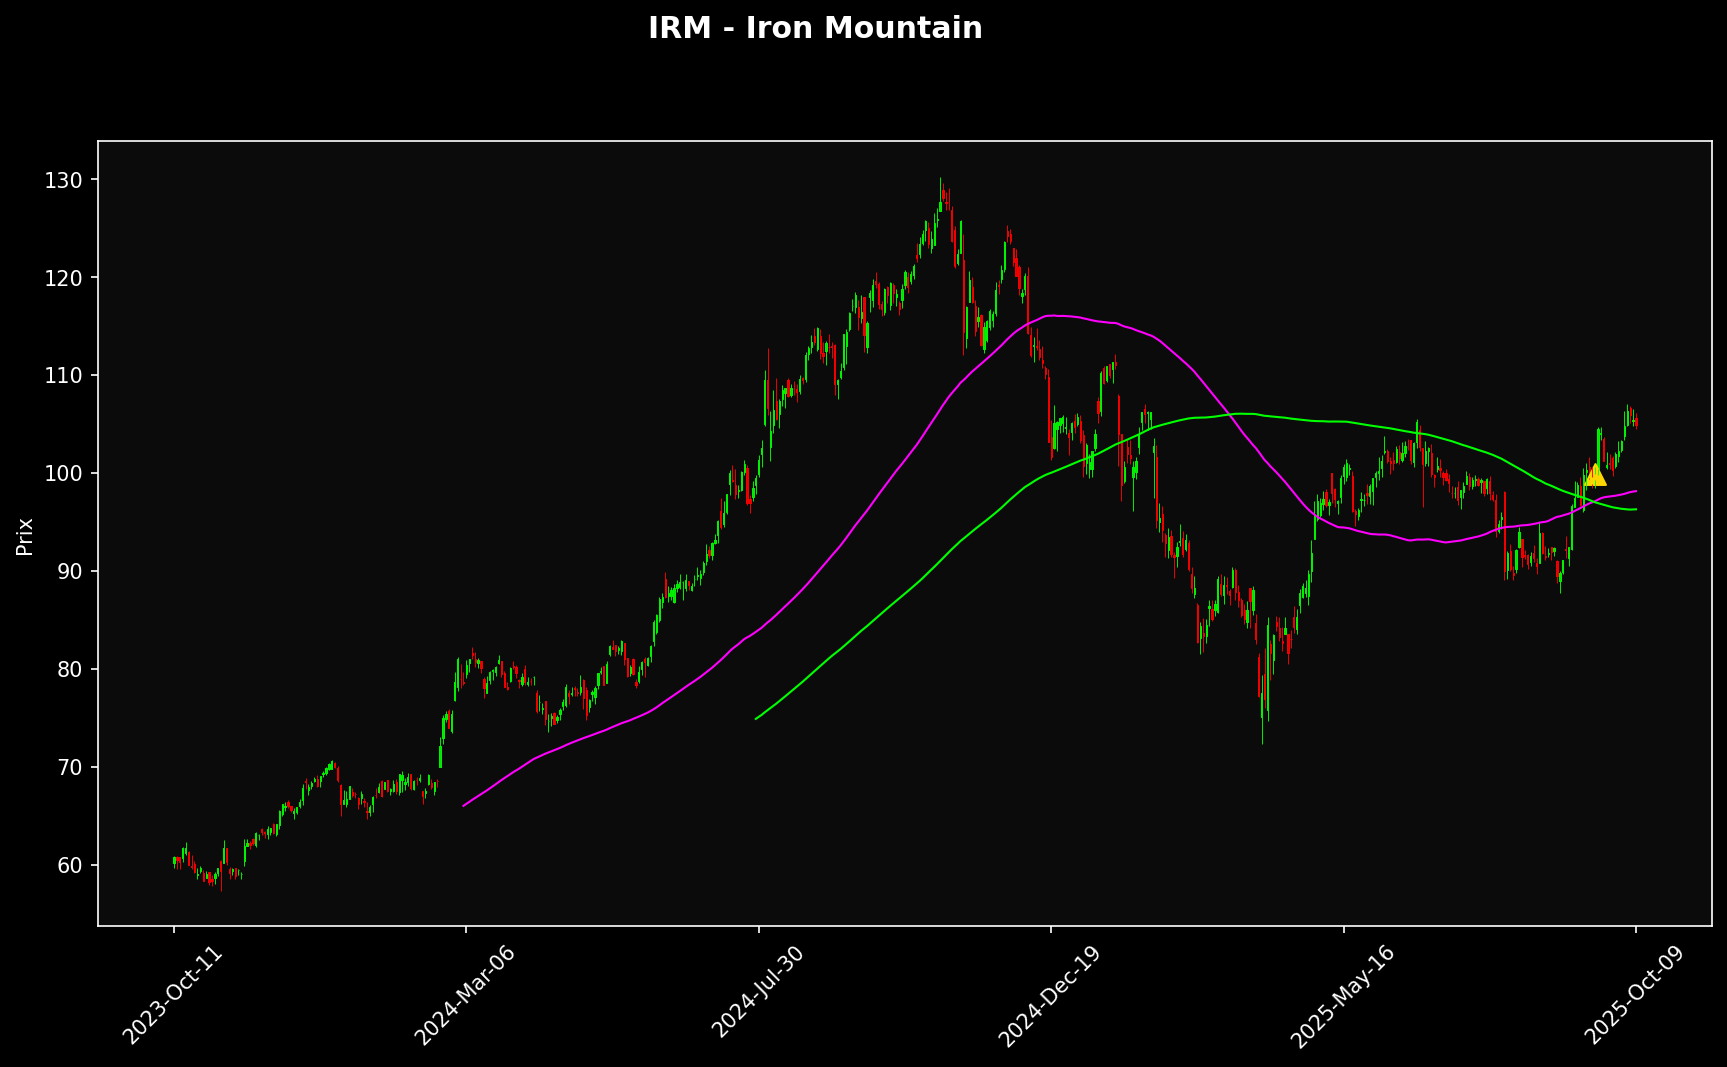 IRM - Iron Mountain
Prix
130
120
110
100
90
80
70
60
2023-Oct-11
2024-Mar-06
2024-Jul-30
2024-Dec-19
2025-May-16
2025-Oct-09